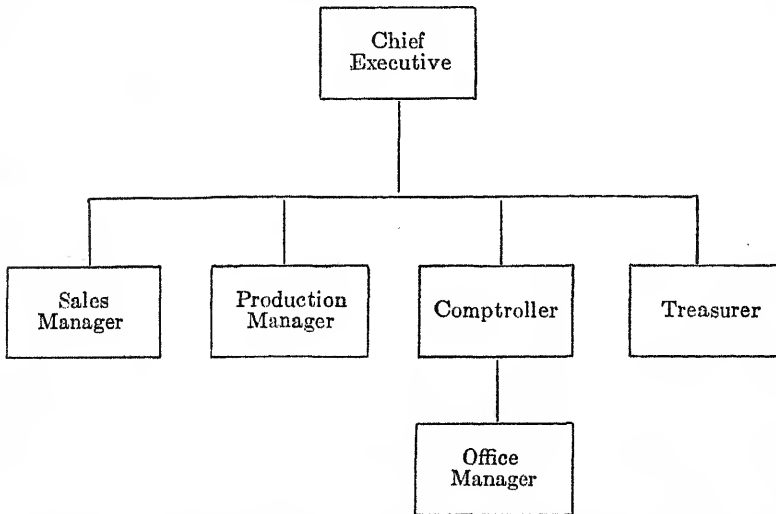 Chief
Executive
Sales
Manager
Production
Manager
Comptroller
Treasurer
Office
Manager